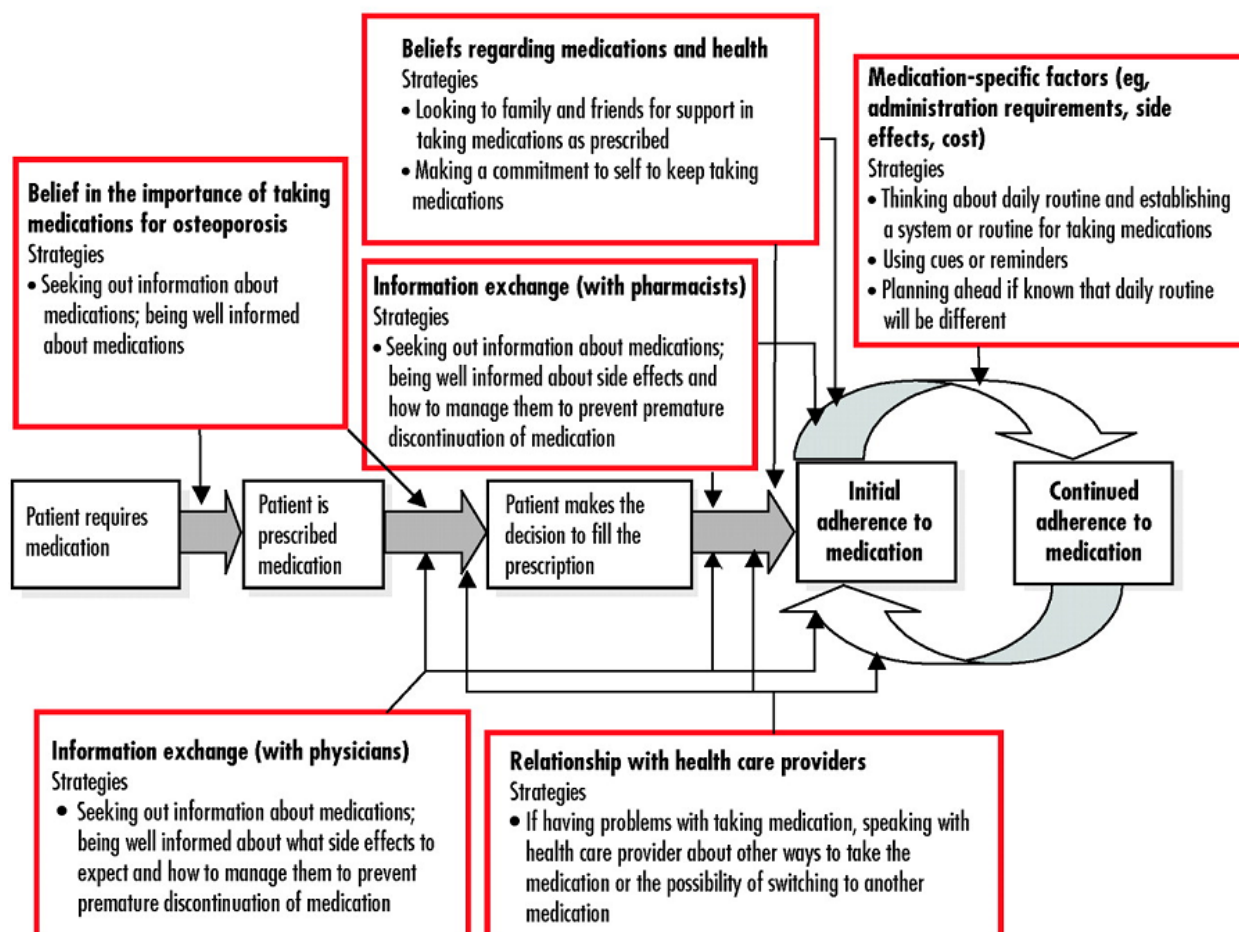 Beliefs regarding medications and health
Strategies
• Looking to family and friends for support in
taking medications as prescribed
• Making a commitment to self to keep taking
medications
Medication-specific factors (eg,
administration requirements, side
effects, cost)
Strategies
• Thinking about daily routine and establishing
a system or routine for taking medications
• Using cues or reminders
• Planning ahead if known that daily routine
will be different
Belief in the importance of taking
medications for osteoporosis
Strategies
• Seeking out information about
medications; being well informed
about medications
Information exchange (with pharmacists)
Strategies
• Seeking out information about medications;
being well informed about side effects and
how to manage them to prevent premature
discontinuation of medication
Patient requires
medication
Patient is
prescribed
medication
Patient makes the
decision to fill the
prescription
Initial
adherence to
medication
Continued
adherence to
medication
Information exchange (with physicians)
Strategies
• Seeking out information about medications;
being well informed about what side effects to
expect and how to manage them to prevent
premature discontinuation of medication
Relationship with health care providers
Strategies
• If having problems with taking medication, speaking with
health care provider about other ways to take the
medication or the possibility of switching to another
medication